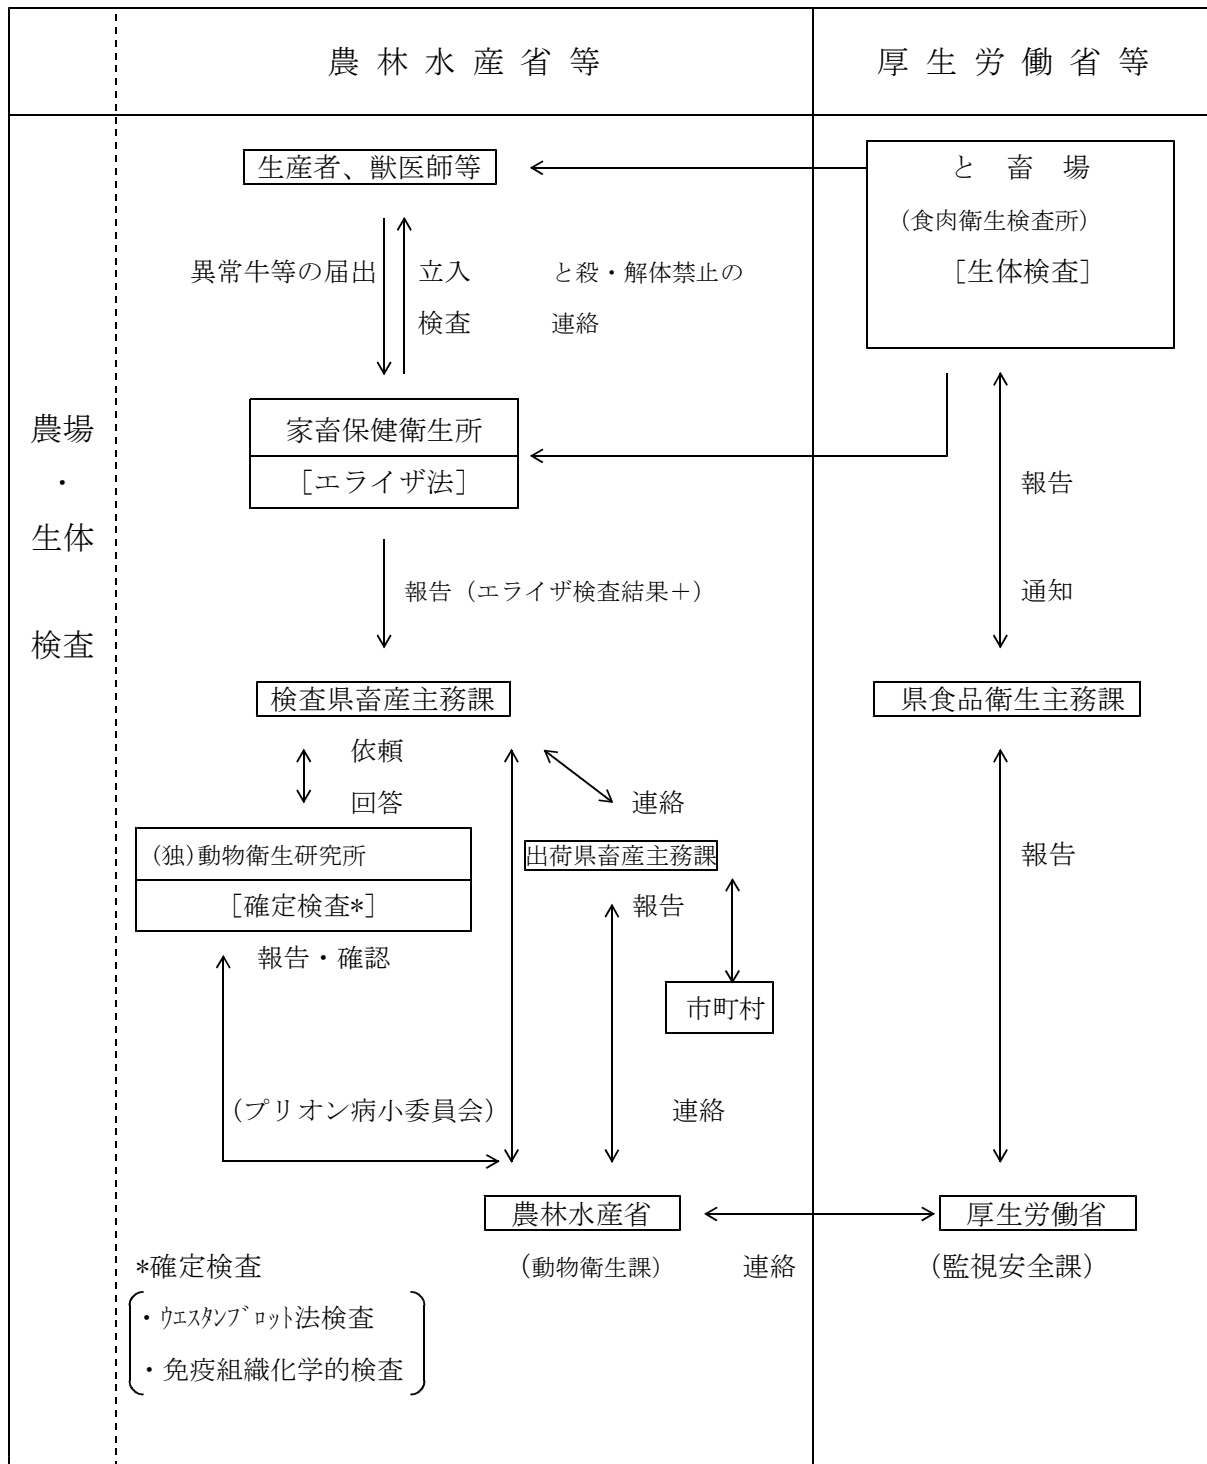 農林水産省等
厚生労働省等
農場
・
生体
検査
生産者、獣医師等
と畜場
(食肉衛生検査所)
[生体検査]
異常牛等の届出
立入
検査
と殺・解体禁止の
連絡
家畜保健衛生所
[エライザ法]
報告
通知
報告（エライザ検査結果＋）
検査県畜産主務課
県食品衛生主務課
依頼
回答
連絡
(独)動物衛生研究所
[確定検査*]
出荷県畜産主務課
報告
報告
報告・確認
市町村
(プリオン病小委員会)
連絡
農林水産省
(動物衛生課)
連絡
厚生労働省
(監視安全課)
*確定検査
・ｳｴｽﾀﾝﾌﾞﾛｯﾄ法検査
・免疫組織化学的検査